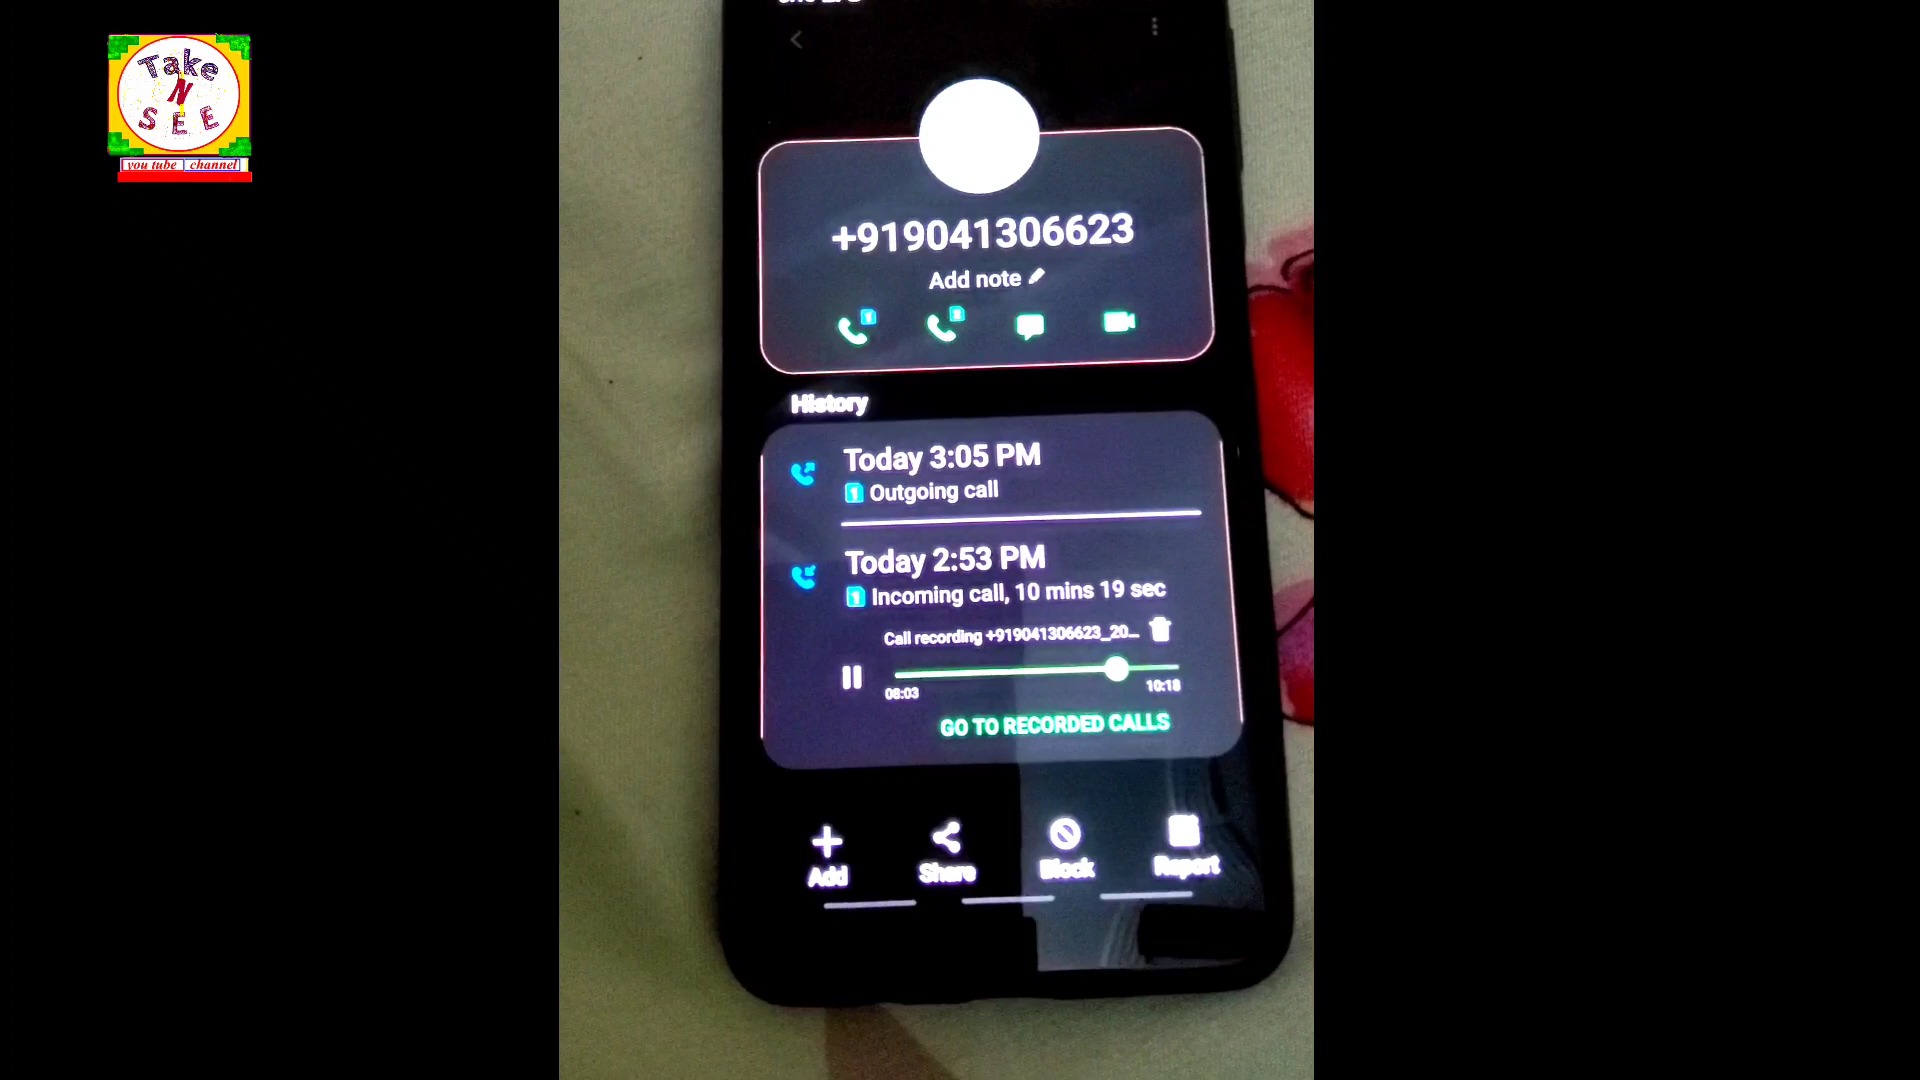 Take
N
SEE
you tube channel
+919041306623
Add note
History
Today 3:05 PM
1 Outgoing call
Today 2:53 PM
1 Incoming call, 10 mins 19 sec
Call recording +919041306623_20...
08:03
10:18
GO TO RECORDED CALLS
Add
Share
Block
Report